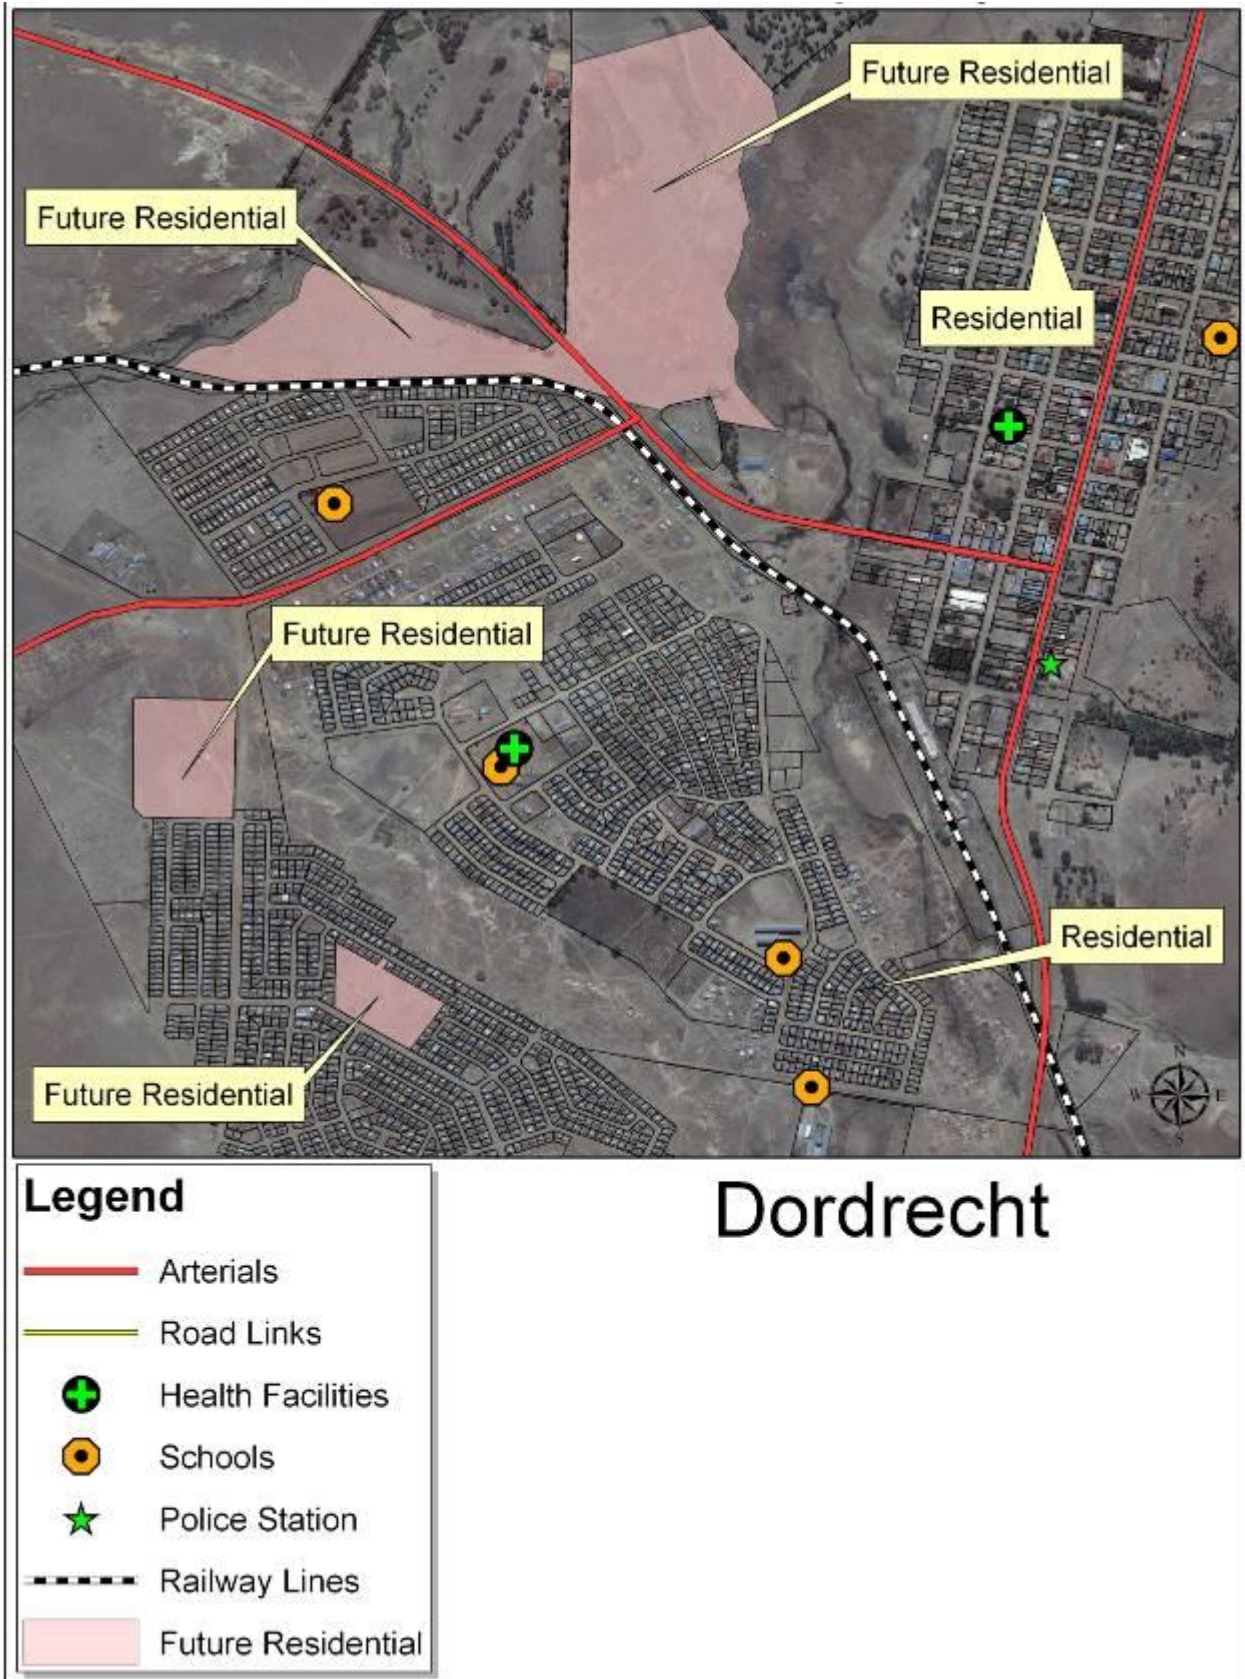 Future Residential
Future Residential
Residential
Future Residential
Residential
Future Residential
N
W E
S
Dordrecht
Legend
Arterials
Road Links
Health Facilities
Schools
Police Station
Railway Lines
Future Residential